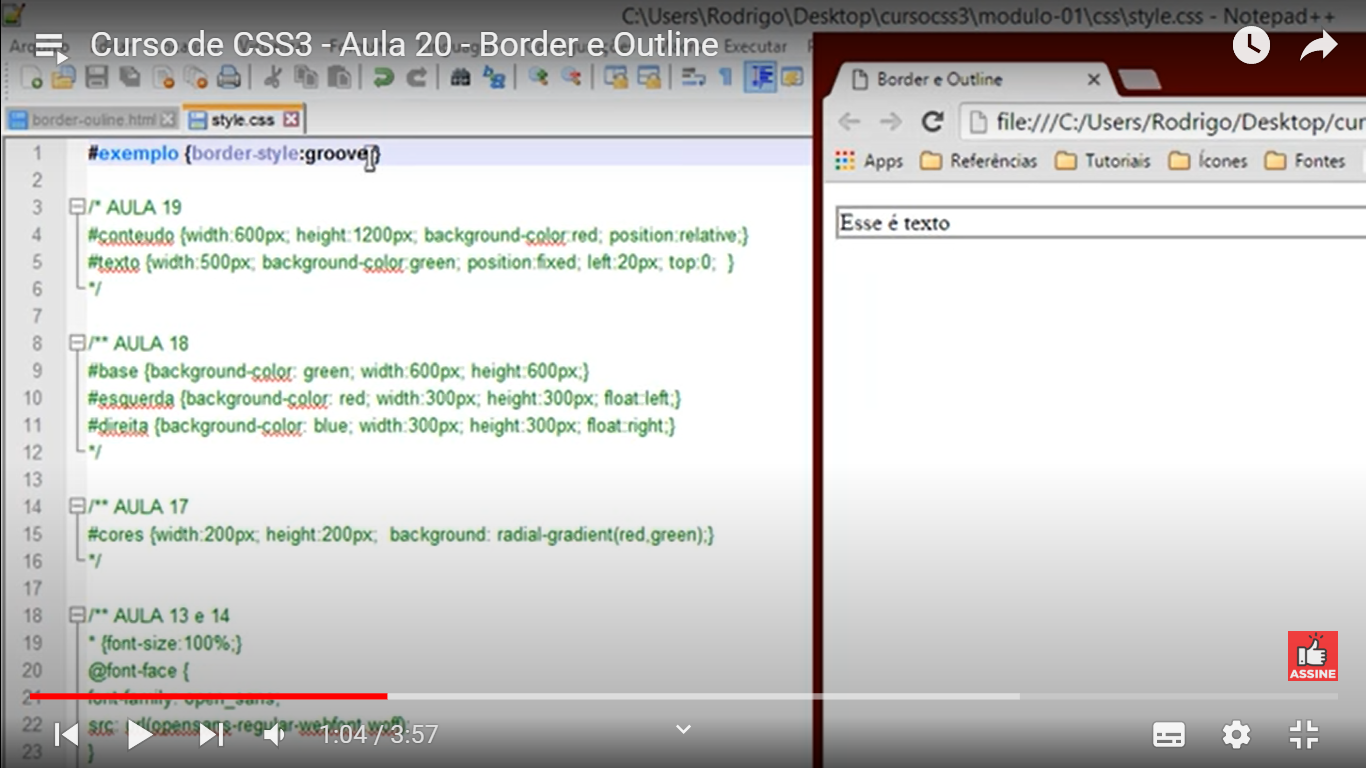 C:\Users\Rodrigo\Desktop\cursocss3\modulo-01\css\style.css - Notepad++
Curso de CSS3 - Aula 20 - Border e Outline
Executar
border-ouline.html
style.css
Border e Outline
file:///C:/Users/Rodrigo/Desktop/cur
Apps Referências Tutoriais Ícones Fontes
1 #exemplo {border-style:groove}
2
3 /* AULA 19
4 #conteudo {width:600px; height:1200px; background-color:red; position:relative;}
5 #texto {width:500px; background-color:green; position:fixed; left:20px; top:0;  }
6 */
7
8 /** AULA 18
9 #base {background-color: green; width:600px; height:600px;}
10 #esquerda {background-color: red; width:300px; height:300px; float:left;}
11 #direita {background-color: blue; width:300px; height:300px; float:right;}
12 */
13
14 /** AULA 17
15 #cores {width:200px; height:200px;  background: radial-gradient(red,green);}
16 */
17
18 /** AULA 13 e 14
19 * {font-size:100%;}
20 @font-face {
21 font-family: open_sans;
22 src: url(opensans-regular-webfont.woff);
23 }
Esse é texto
ASSINE
1:04 / 3:57